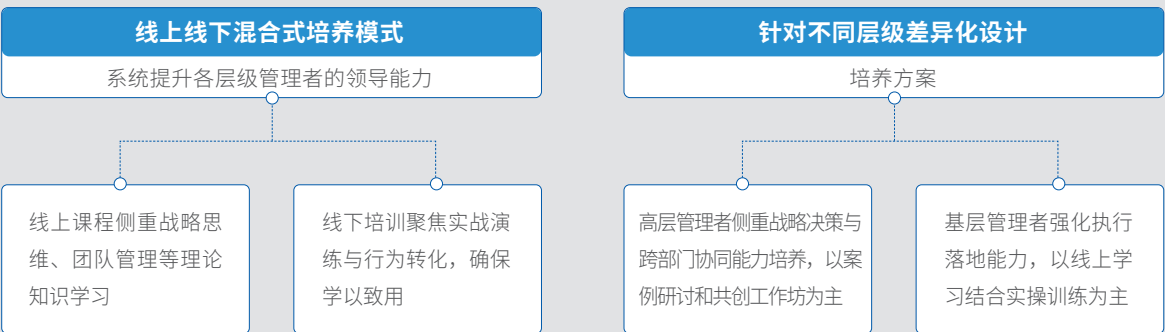 线上线下混合式培养模式
系统提升各层级管理者的领导能力
线上课程侧重战略思
维、团队管理等理论
知识学习
线下培训聚焦实战演
练与行为转化，确保
学以致用
针对不同层级差异化设计
培养方案
高层管理者侧重战略决策与
跨部门协同能力培养，以案
例研讨和共创工作坊为主
基层管理者强化执行
落地能力，以线上学
习结合实操训练为主